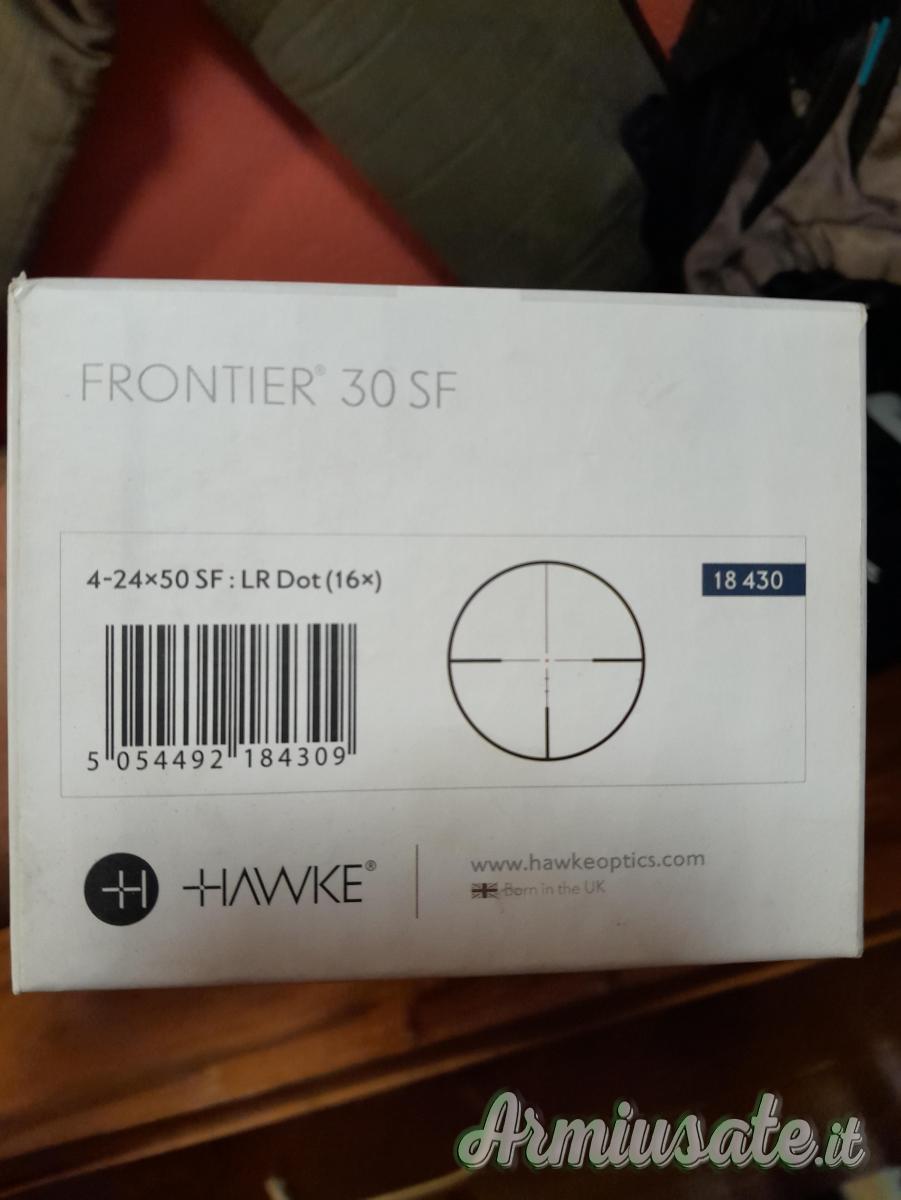 FRONTIER® 30 SF
4-24×50 SF : LR Dot (16×)
18 430
5 054492 184309
H HAWKE®
www.hawkeoptics.com
Born in the UK
Armiusate.it